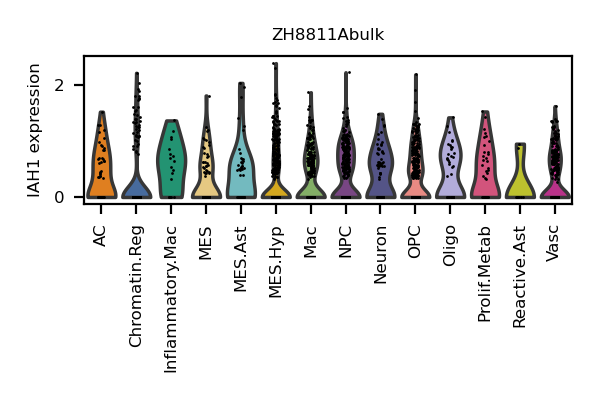 ZH8811Abulk
IAH1 expression
2
0
AC
Chromatin.Reg
Inflammatory.Mac
MES
MES.Ast
MES.Hyp
Mac
NPC
Neuron
OPC
Oligo
Prolif.Metab
Reactive.Ast
Vasc